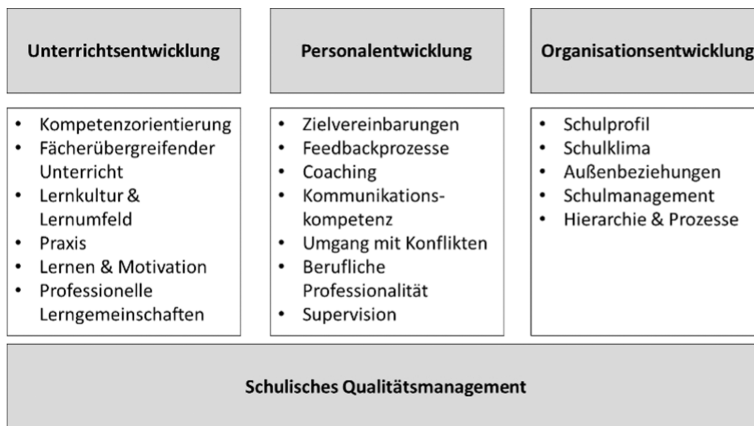 Unterrichtsentwicklung
• Kompetenzorientierung
• Fächerübergreifender
Unterricht
• Lernkultur &
Lernumfeld
• Praxis
• Lernen & Motivation
• Professionelle
Lerngemeinschaften
Personalentwicklung
• Zielvereinbarungen
• Feedbackprozesse
• Coaching
• Kommunikations-
kompetenz
• Umgang mit Konflikten
• Berufliche
Professionalität
• Supervision
Organisationsentwicklung
• Schulprofil
• Schulklima
• Außenbeziehungen
• Schulmanagement
• Hierarchie & Prozesse
Schulisches Qualitätsmanagement